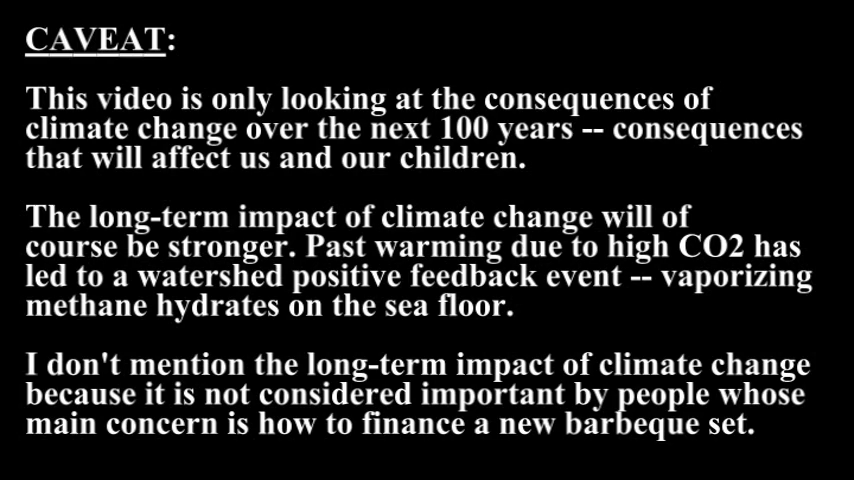 CAVEAT:
This video is only looking at the consequences of
climate change over the next 100 years -- consequences
that will affect us and our children.
The long-term impact of climate change will of
course be stronger. Past warming due to high CO2 has
led to a watershed positive feedback event -- vaporizing
methane hydrates on the sea floor.
I don't mention the long-term impact of climate change
because it is not considered important by people whose
main concern is how to finance a new barbeque set.